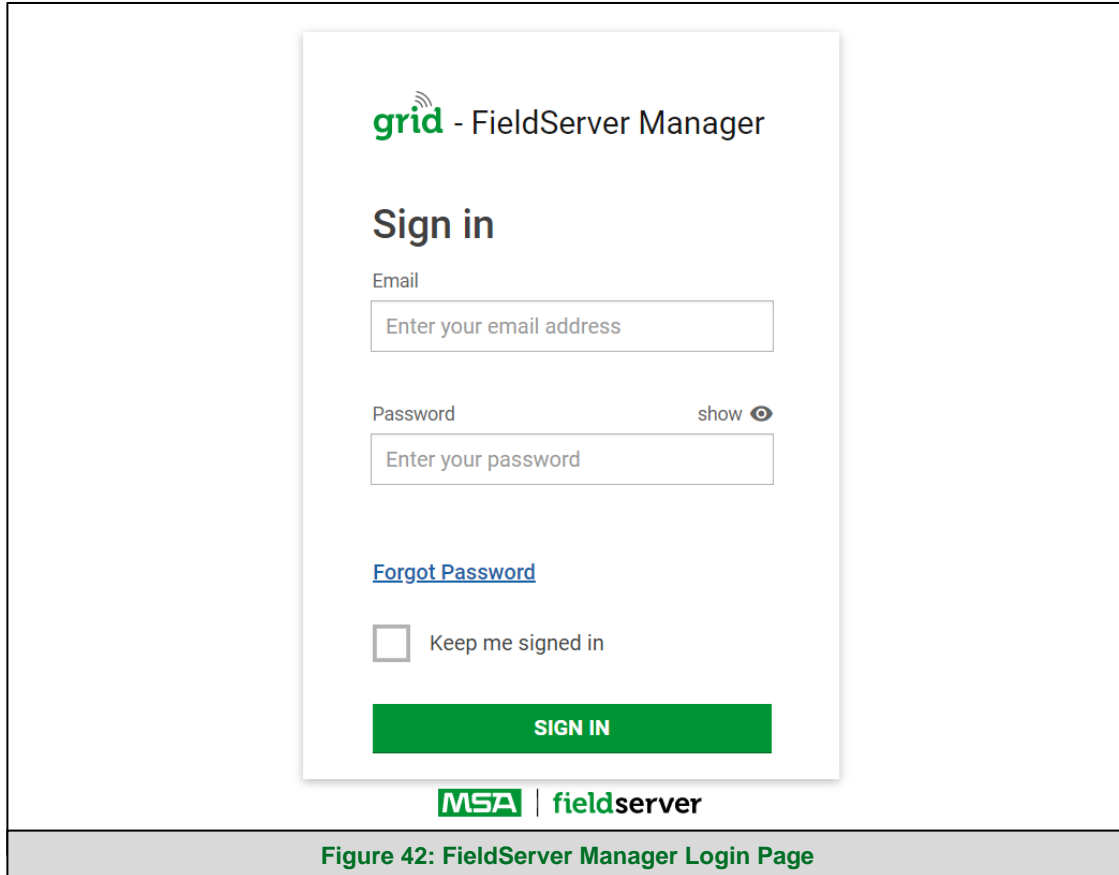 grid - FieldServer Manager
Sign in
Email
Enter your email address
Password show
Enter your password
Forgot Password
Keep me signed in
SIGN IN
MSA | fieldserver
Figure 42: FieldServer Manager Login Page